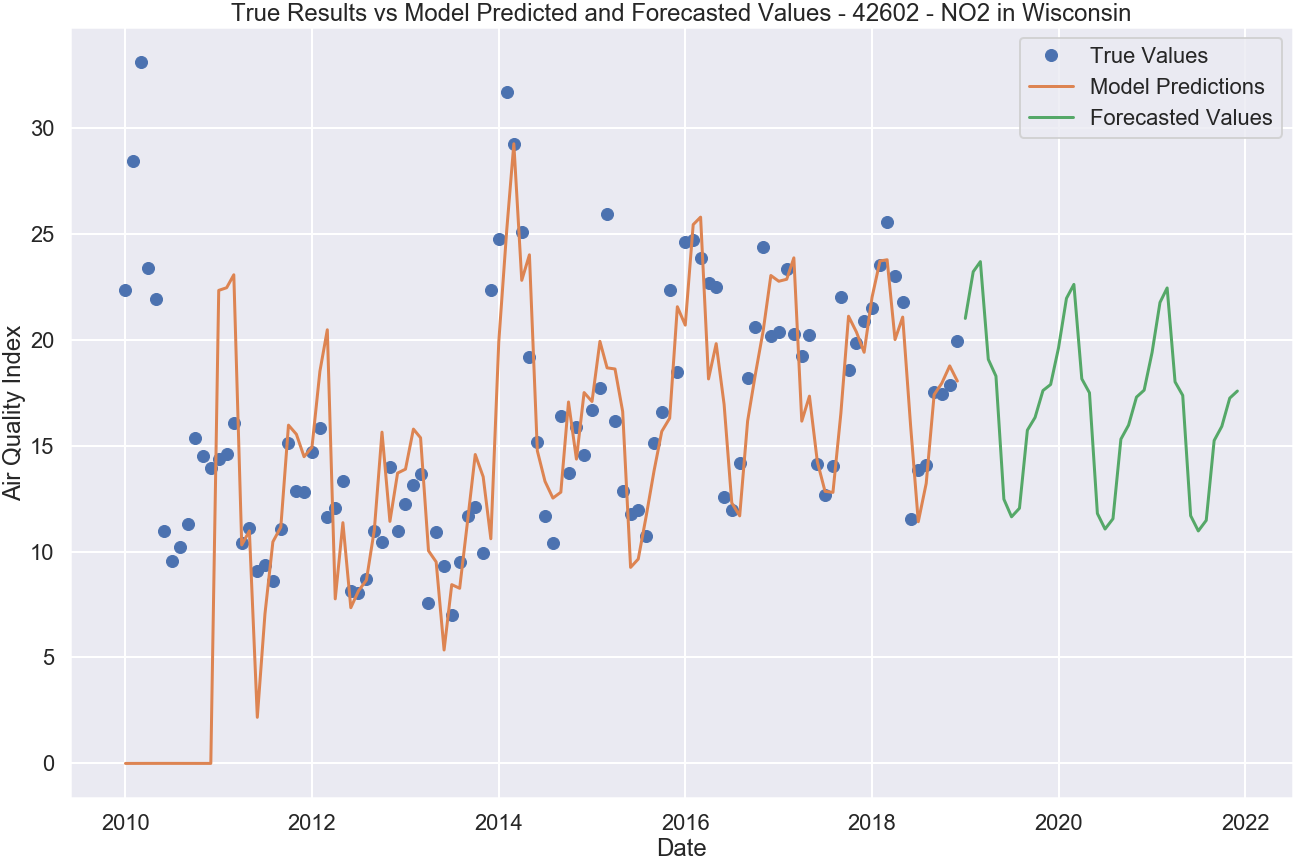 True Results vs Model Predicted and Forecasted Values - 42602 - NO2 in Wisconsin
True Values
Model Predictions
Forecasted Values
Air Quality Index
30
25
20
15
10
5
0
2010 2012 2014 2016 2018 2020 2022
Date